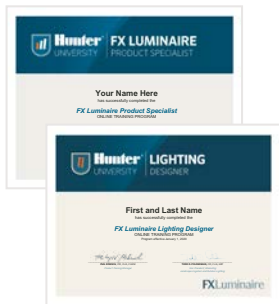 Hunter®
UNIVERSITY
FX LUMINAIRE
PRODUCT SPECIALIST
Your Name Here
has successfully completed the
FX Luminaire Product Specialist
ONLINE TRAINING PROGRAM
Hunter®
UNIVERSITY
LIGHTING
DESIGNER
First and Last Name
has successfully completed the
FX Luminaire Lighting Designer
ONLINE TRAINING PROGRAM
FXLuminaire